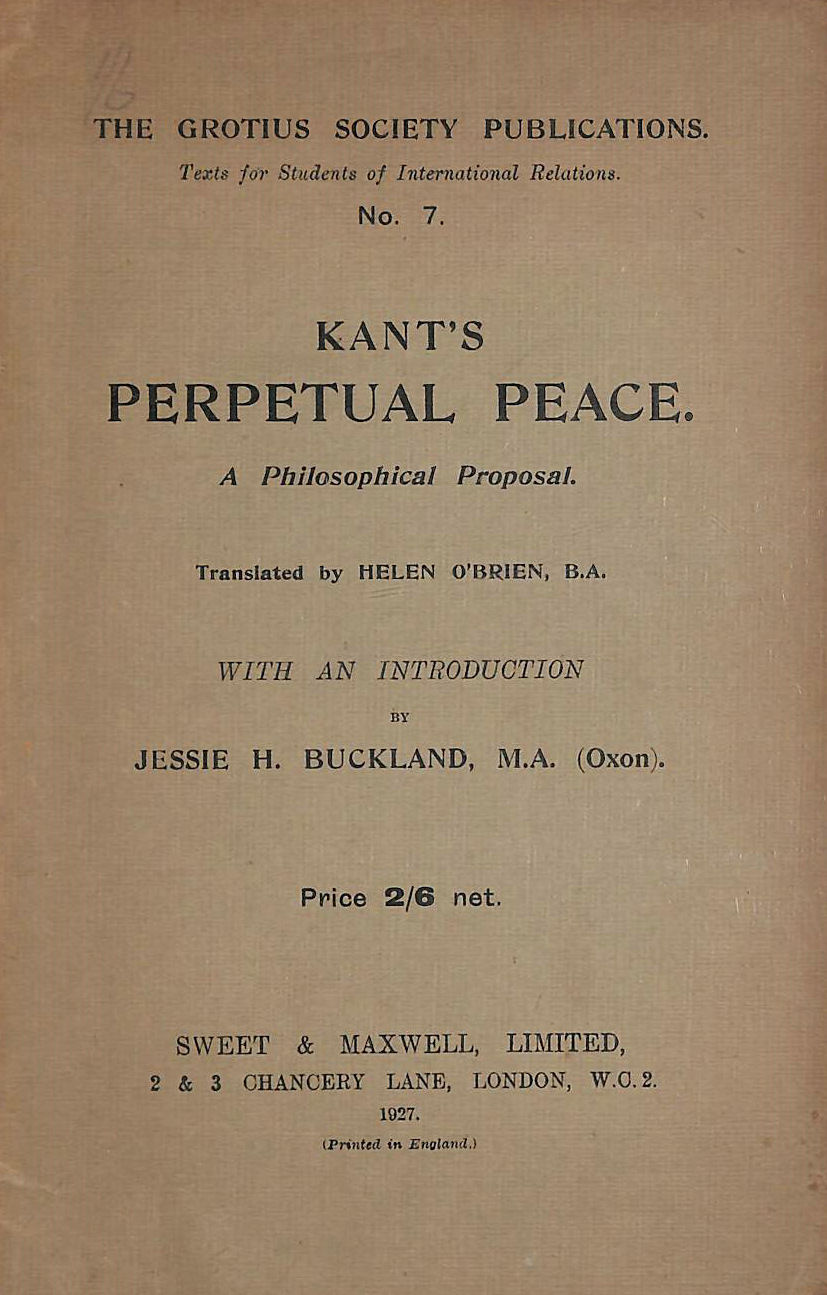 THE GROTIUS SOCIETY PUBLICATIONS.
Texts for Students of International Relations.
No. 7.
KANT'S
PERPETUAL PEACE.
A Philosophical Proposal.
Translated by HELEN O'BRIEN, B.A.
WITH AN INTRODUCTION
BY
JESSIE H. BUCKLAND, M.A. (Oxon).
Price 2/6 net.
SWEET & MAXWELL, LIMITED,
2 & 3 CHANCERY LANE, LONDON, W.C. 2.
1927.
(Printed in England.)